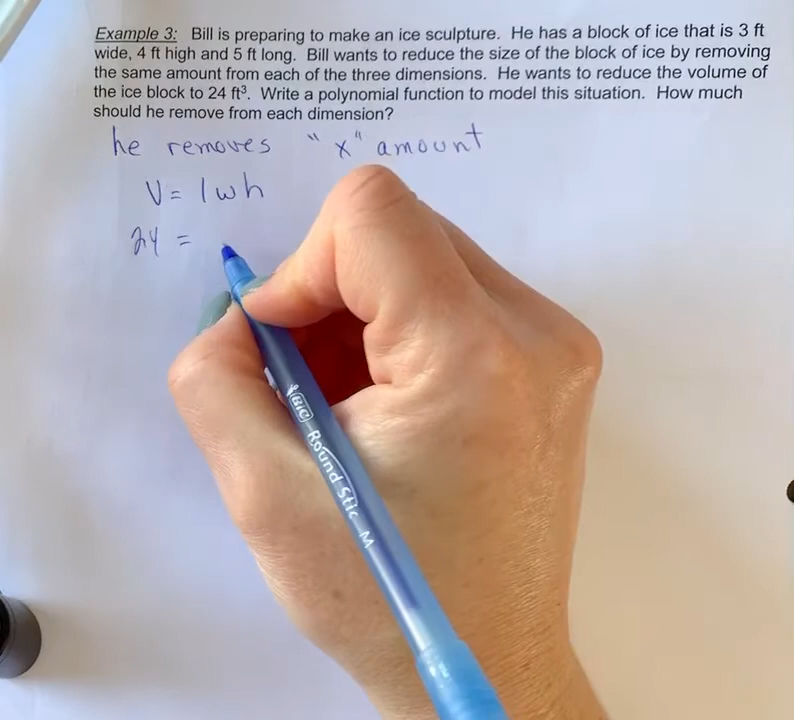 Example 3: Bill is preparing to make an ice sculpture. He has a block of ice that is 3 ft
wide, 4 ft high and 5 ft long. Bill wants to reduce the size of the block of ice by removing
the same amount from each of the three dimensions. He wants to reduce the volume of
the ice block to 24 ft³. Write a polynomial function to model this situation. How much
should he remove from each dimension?
he removes "x" amount
V = lwh
24 =
BIC Round Stic M